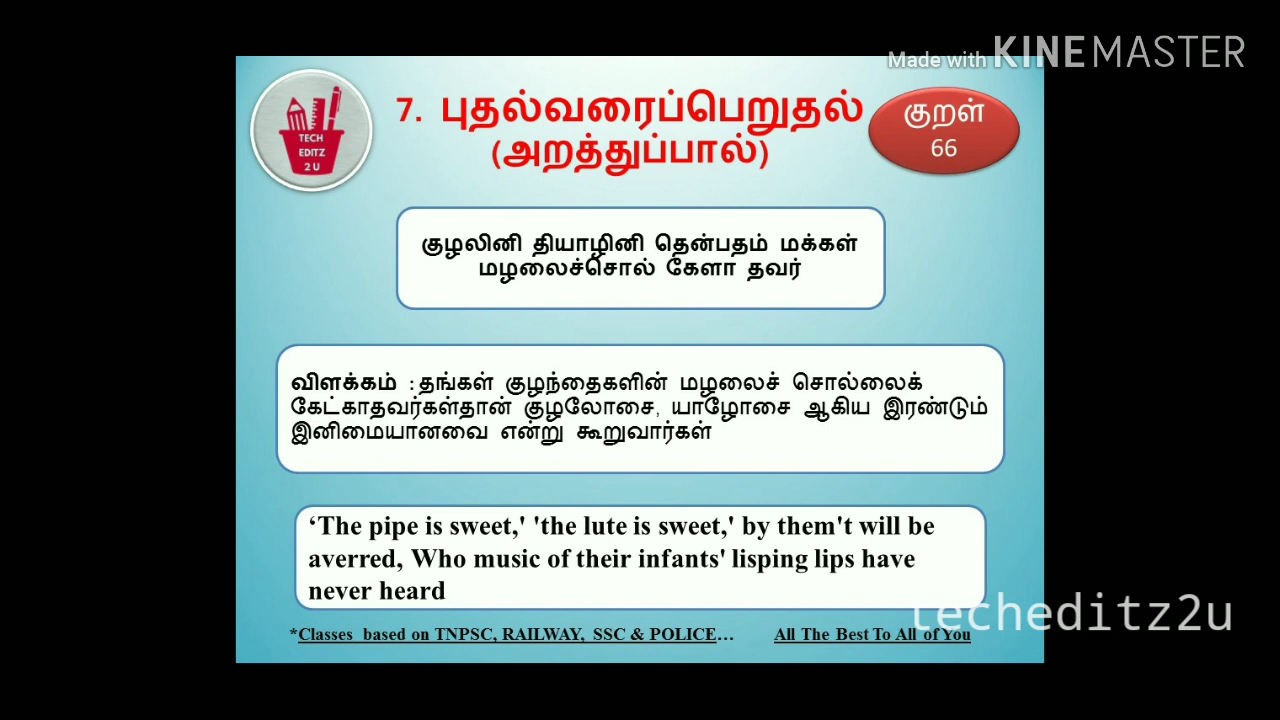 Made with KINEMASTER
TECH
EDITZ
2 U
7. புதல்வரைப்பெறுதல்
(அறத்துப்பால்)
குறள்
66
குழலினி தியாழினி தென்பதம் மக்கள்
மழலைச்சொல் கேளா தவர்
விளக்கம் : தங்கள் குழந்தைகளின் மழலைச் சொல்லைக்
கேட்காதவர்கள்தான் குழலோசை, யாழோசை ஆகிய இரண்டும்
இனிமையானவை என்று கூறுவார்கள்
‘The pipe is sweet,' 'the lute is sweet,' by them't will be
averred, Who music of their infants' lisping lips have
never heard
techeditz2u
*Classes based on TNPSC, RAILWAY, SSC & POLICE... All The Best To All of You